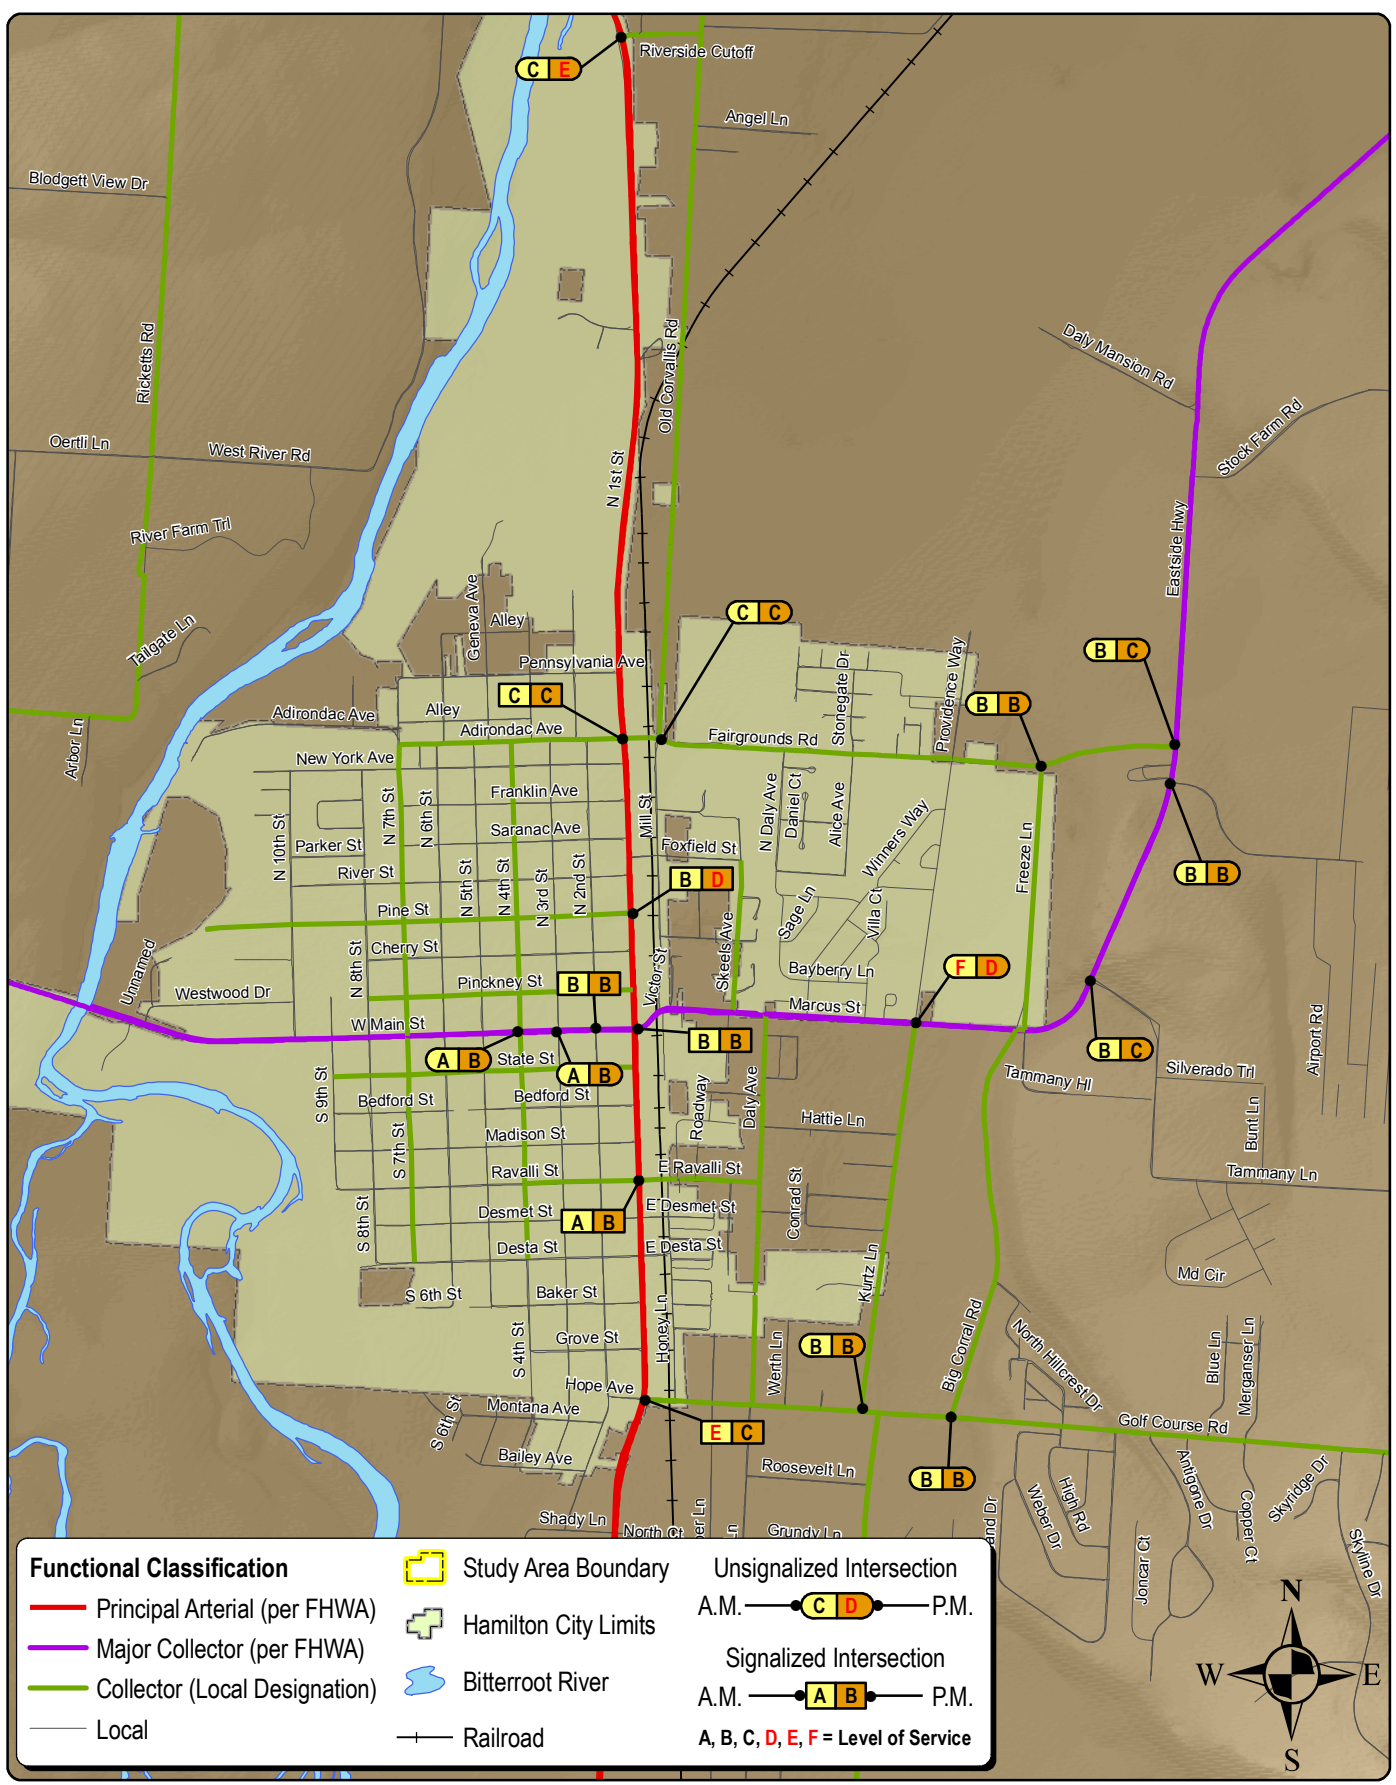 Riverside Cutoff
C E
Angel Ln
Blodgett View Dr
Ricketts Rd
Old Corvallis Rd
Daly Mansion Rd
Stock Farm Rd
Oertli Ln
West River Rd
N 1st St
River Farm Trl
Eastside Hwy
Geneva Ave
Alley
C C
Tailgate Ln
Pennsylvania Ave
B C
Stonegate Dr
Providence Way
C C
B B
Adirondac Ave
Alley
Adirondac Ave
Fairgrounds Rd
Arbor Ln
New York Ave
Franklin Ave
N 7th St
N 6th St
N Daly Ave
Daniel Ct
Alice Ave
Winners Way
Mill St
Saranac Ave
Parker St
N 10th St
Foxfield St
Freeze Ln
River St
N 5th St
N 4th St
N 3rd St
N 2nd St
B D
B B
Pine St
Sage Ln
Villa Ct
Skeels Ave
Cherry St
N 8th St
Unnamed
Pinckney St
B B
Victor St
Bayberry Ln
F D
Westwood Dr
Marcus St
W Main St
B B
B C
A B
State St
A B
Airport Rd
Silverado Trl
Tammany Hl
S 9th St
Bedford St
Bedford St
Roadway
Daly Ave
Hattie Ln
Bunt Ln
Madison St
S 7th St
Ravalli St
E Ravalli St
Tammany Ln
Conrad St
Desmet St
E Desmet St
A B
S 8th St
Desta St
E Desta St
Kurtz Ln
Md Cir
S 6th St
Baker St
Honey Ln
Big Corral Rd
North Hillcrest Dr
Grove St
S 4th St
Werth Ln
B B
Blue Ln
Merganser Ln
Hope Ave
Montana Ave
S 6th St
E C
Golf Course Rd
Bailey Ave
Roosevelt Ln
B B
Antigone Dr
Skyridge Dr
High Rd
Weber Dr
Copper Ct
Shady Ln
North Ct
per Ln
Ln
Grundy Ln
and Dr
Joncar Ct
Skyline Dr
Functional Classification
Principal Arterial (per FHWA)
Major Collector (per FHWA)
Collector (Local Designation)
Local
Study Area Boundary
Hamilton City Limits
Bitterroot River
Railroad
Unsignalized Intersection
A.M. C D P.M.
Signalized Intersection
A.M. A B P.M.
A, B, C, D, E, F = Level of Service
N
W E
S